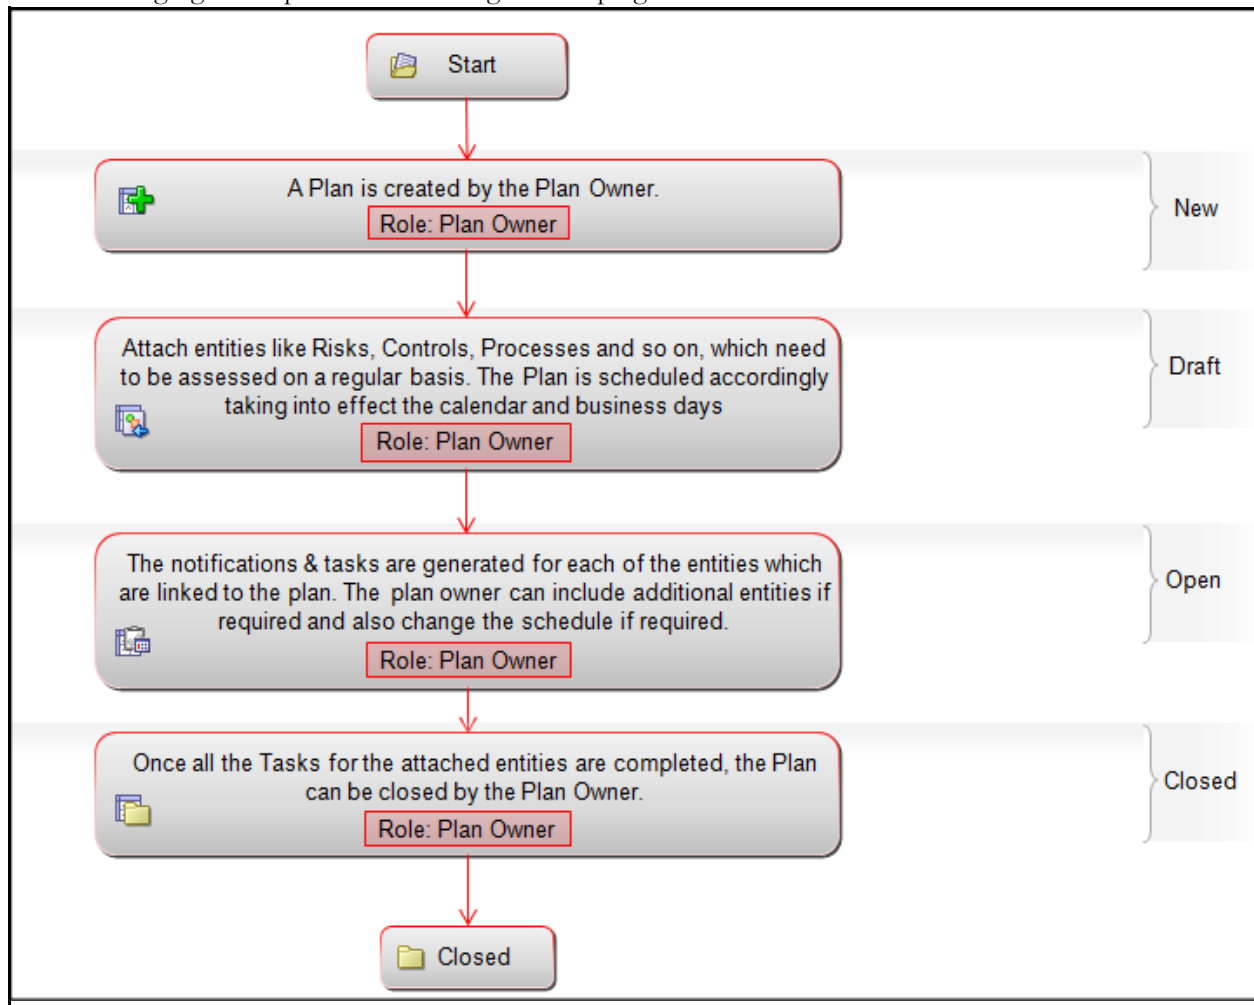 Start
A Plan is created by the Plan Owner.
Role: Plan Owner
New
Attach entities like Risks, Controls, Processes and so on, which need
to be assessed on a regular basis. The Plan is scheduled accordingly
taking into effect the calendar and business days
Role: Plan Owner
Draft
The notifications & tasks are generated for each of the entities which
are linked to the plan. The plan owner can include additional entities if
required and also change the schedule if required.
Role: Plan Owner
Open
Once all the Tasks for the attached entities are completed, the Plan
can be closed by the Plan Owner.
Role: Plan Owner
Closed
Closed